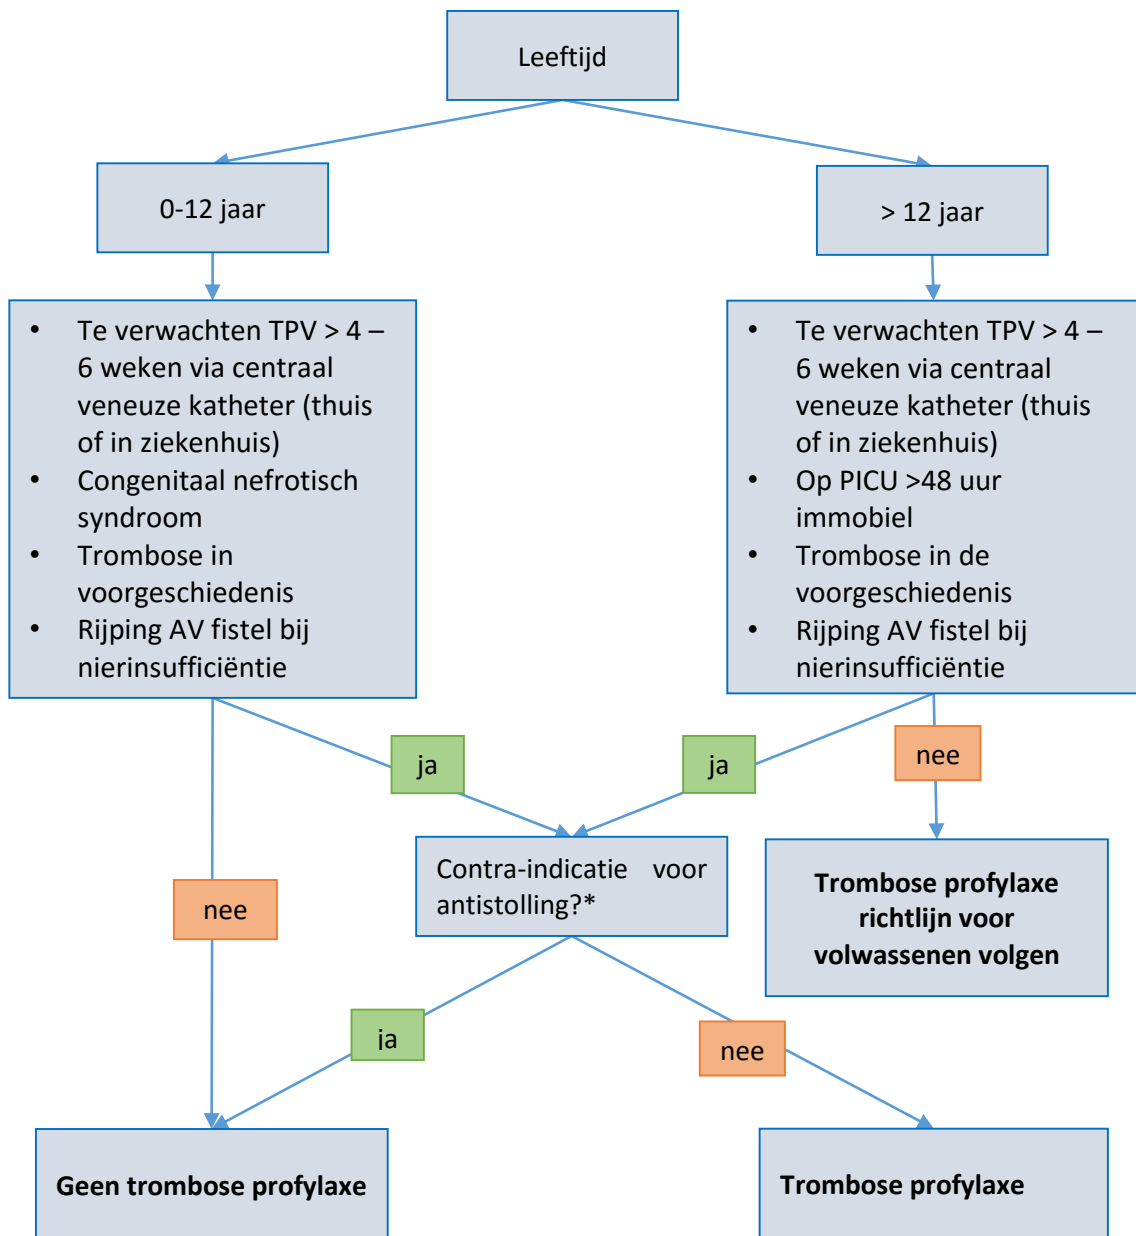 Leeftijd
0-12 jaar
> 12 jaar
• Te verwachten TPV > 4 –
6 weken via centraal
veneuze katheter (thuis
of in ziekenhuis)
• Congenitaal nefrotisch
syndroom
• Trombose in
voorgeschiedenis
• Rijping AV fistel bij
nierinsufficiëntie
• Te verwachten TPV > 4 –
6 weken via centraal
veneuze katheter (thuis
of in ziekenhuis)
• Op PICU >48 uur
immobiel
• Trombose in de
voorgeschiedenis
• Rijping AV fistel bij
nierinsufficiëntie
ja
ja
nee
nee
Contra-indicatie voor
antistolling?*
Trombose profylaxe
richtlijn voor
volwassenen volgen
ja
nee
Geen trombose profylaxe
Trombose profylaxe